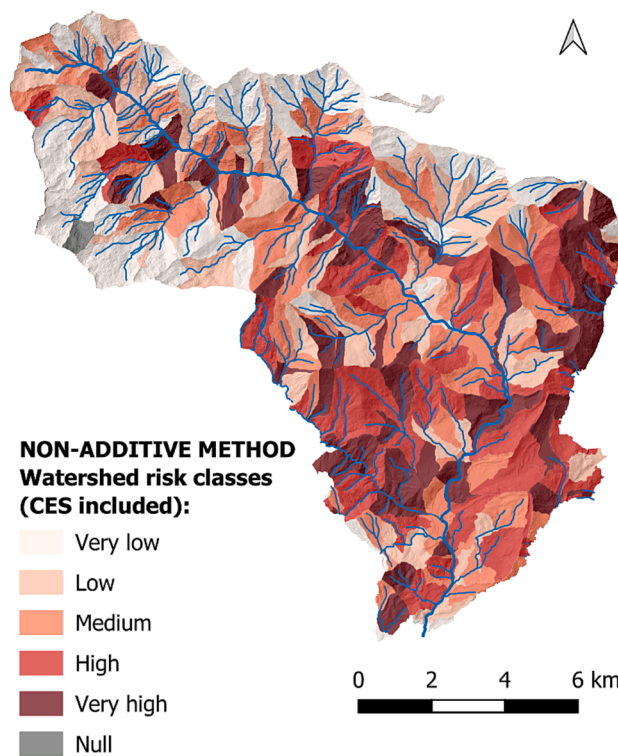 NON-ADDITIVE METHOD
Watershed risk classes
(CES included):
Very low
Low
Medium
High
Very high
Null
0 2 4 6 km